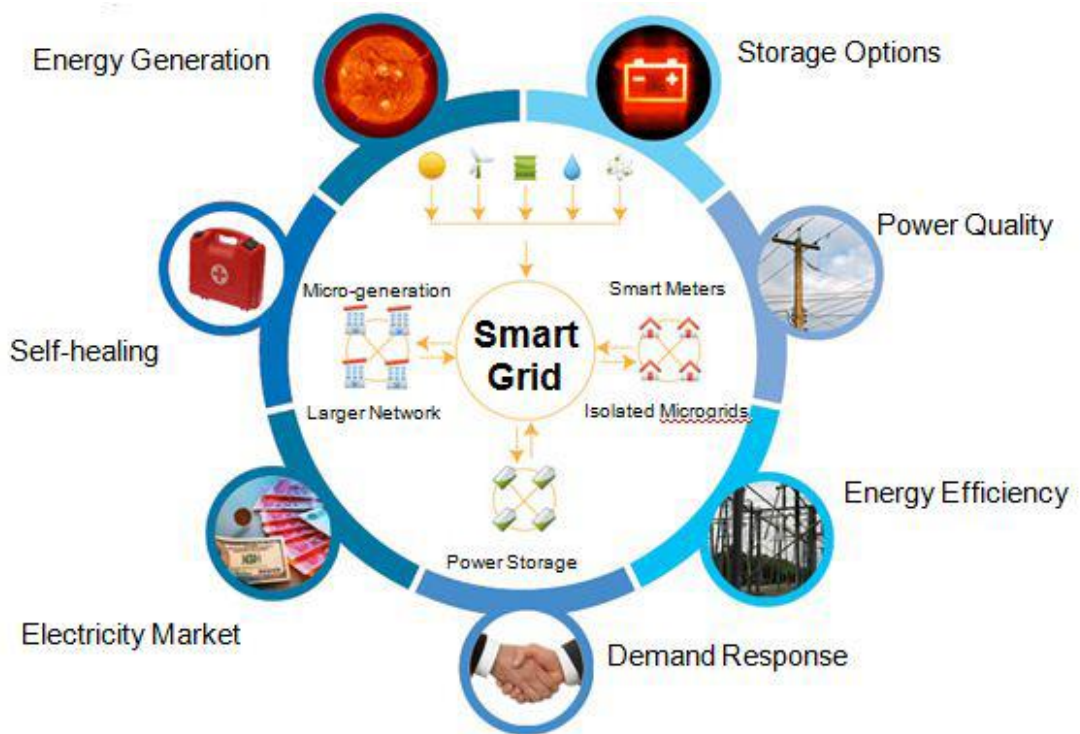 Energy Generation
Storage Options
Power Quality
Micro-generation
Smart Meters
Smart
Grid
Self-healing
Larger Network
Isolated Microgrids
Energy Efficiency
Power Storage
Electricity Market
Demand Response